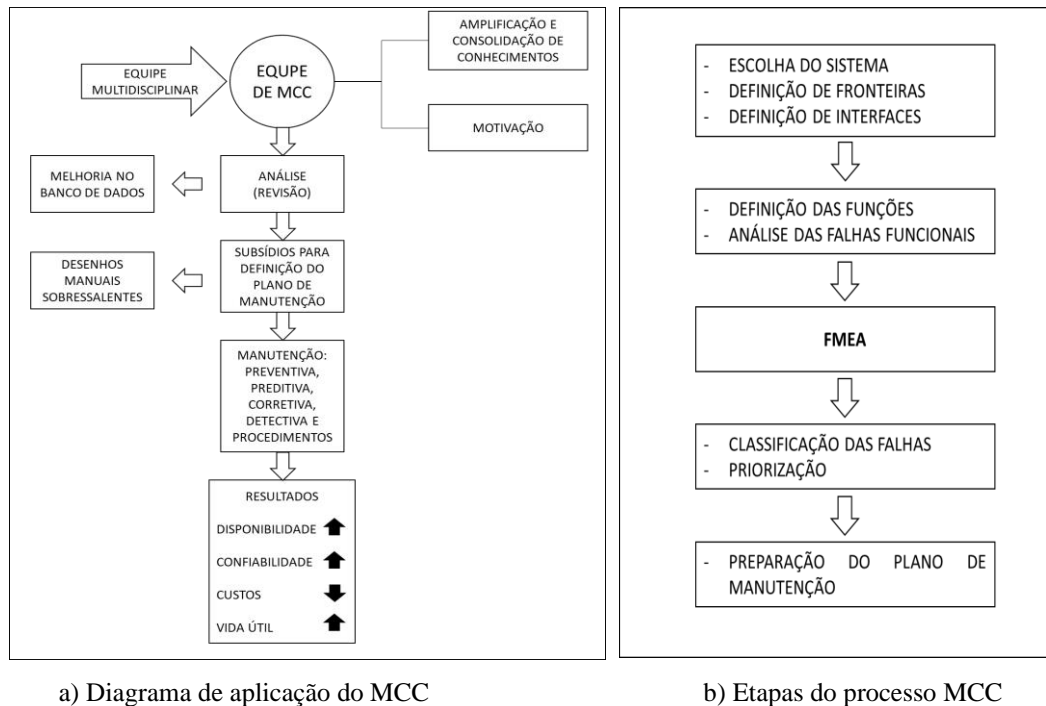 AMPLIFICAÇÃO E
CONSOLIDAÇÃO DE
CONHECIMENTOS
EQUIPE
MULTIDISCIPLINAR
EQUPE
DE MCC
MOTIVAÇÃO
MELHORIA NO
BANCO DE DADOS
ANÁLISE
(REVISÃO)
DESENHOS
MANUAIS
SOBRESSALENTES
SUBSÍDIOS PARA
DEFINIÇÃO DO
PLANO DE
MANUTENÇÃO
MANUTENÇÃO:
PREVENTIVA,
PREDITIVA,
CORRETIVA,
DETECTIVA E
PROCEDIMENTOS
RESULTADOS
DISPONIBILIDADE
CONFIABILIDADE
CUSTOS
VIDA ÚTIL
a) Diagrama de aplicação do MCC
- ESCOLHA DO SISTEMA
- DEFINIÇÃO DE FRONTEIRAS
- DEFINIÇÃO DE INTERFACES
- DEFINIÇÃO DAS FUNÇÕES
- ANÁLISE DAS FALHAS FUNCIONAIS
FMEA
- CLASSIFICAÇÃO DAS FALHAS
- PRIORIZAÇÃO
- PREPARAÇÃO DO PLANO DE
MANUTENÇÃO
b) Etapas do processo MCC